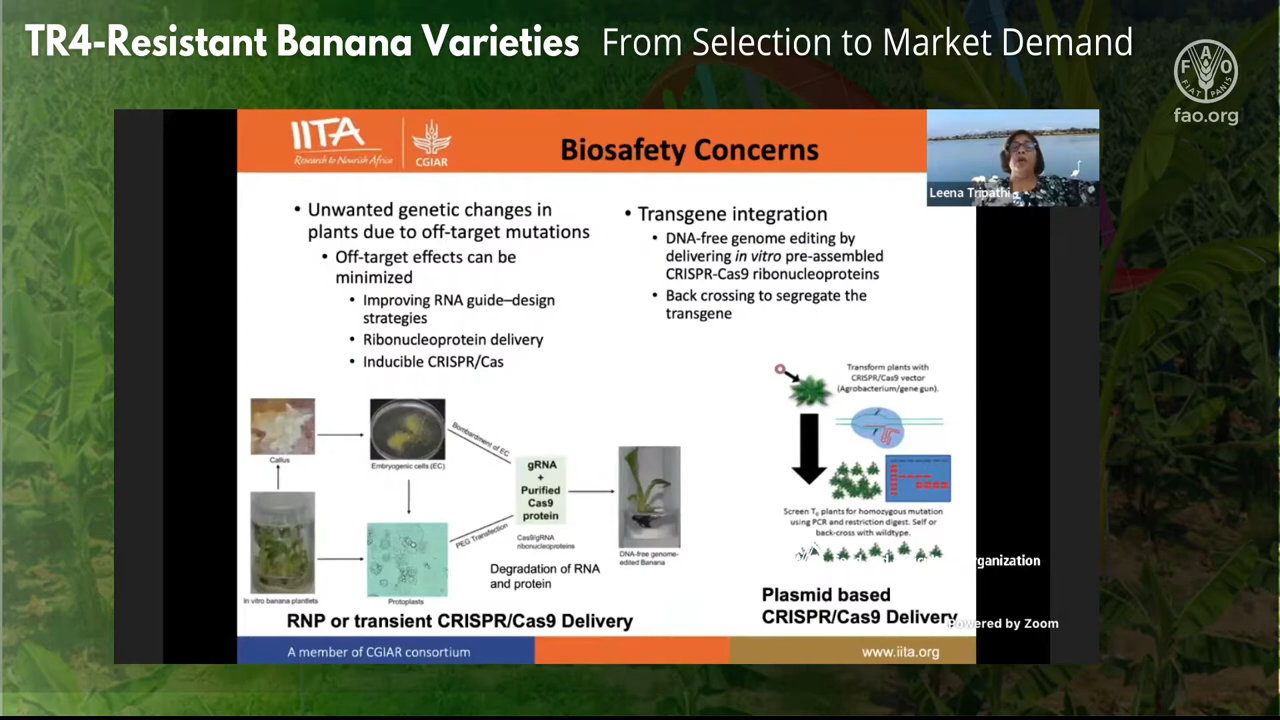 TR4-Resistant Banana Varieties From Selection to Market Demand
F A O
FIAT PANIS
fao.org
IITA
Research to Nourish Africa
CGIAR
Biosafety Concerns
Leena Tripathi
• Unwanted genetic changes in
plants due to off-target mutations
• Off-target effects can be
minimized
• Improving RNA guide–design
strategies
• Ribonucleoprotein delivery
• Inducible CRISPR/Cas
• Transgene integration
• DNA-free genome editing by
delivering in vitro pre-assembled
CRISPR-Cas9 ribonucleoproteins
• Back crossing to segregate the
transgene
Callus
Embryogenic cells (EC)
Bombardment of EC
gRNA
+
Purified
Cas9
protein
Cas9/gRNA
ribonucleoproteins
PEG Transfection
DNA-free genome-
edited Banana
Degradation of RNA
and protein
In vitro banana plantlets
Protoplasts
RNP or transient CRISPR/Cas9 Delivery
Transform plants with
CRISPR/Cas9 vector
(Agrobacterium/gene gun).
Screen T₀ plants for homozygous mutation
using PCR and restriction digest. Self or
back-cross with wildtype.
Plasmid based
CRISPR/Cas9 Delivery
rganization
Powered by Zoom
A member of CGIAR consortium
www.iita.org